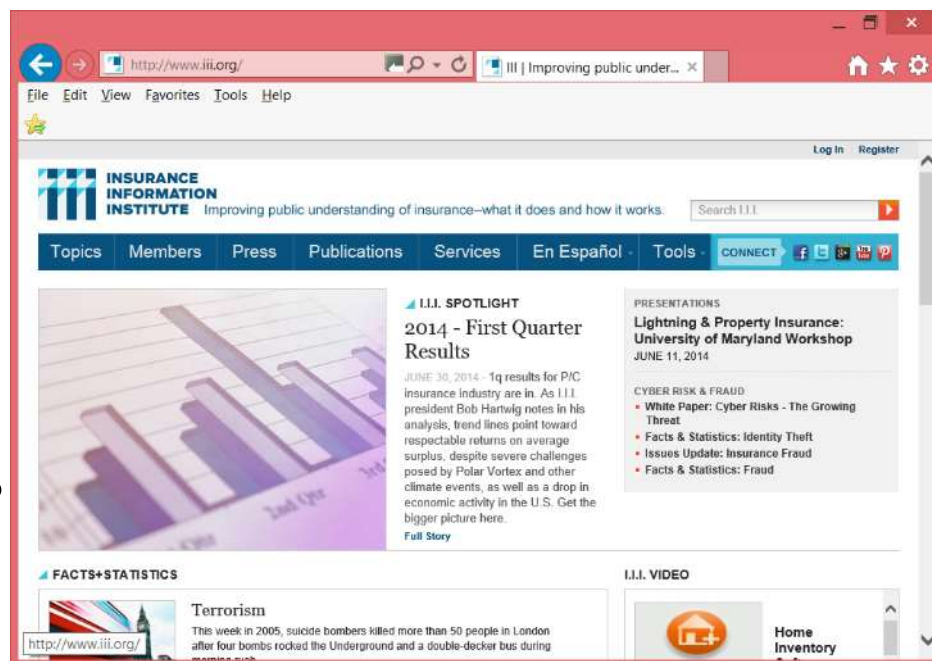 http://www.iii.org/
III | Improving public under...
File Edit View Favorites Tools Help
Log In Register
INSURANCE
INFORMATION
INSTITUTE Improving public understanding of insurance–what it does and how it works.
Search I.I.I.
Topics Members Press Publications Services En Español Tools CONNECT
I.I.I. SPOTLIGHT
2014 - First Quarter
Results
JUNE 30, 2014 - 1q results for P/C
insurance industry are in. As I.I.I.
president Bob Hartwig notes in his
analysis, trend lines point toward
respectable returns on average
surplus, despite severe challenges
posed by Polar Vortex and other
climate events, as well as a drop in
economic activity in the U.S. Get the
bigger picture here.
Full Story
PRESENTATIONS
Lightning & Property Insurance:
University of Maryland Workshop
JUNE 11, 2014
CYBER RISK & FRAUD
White Paper: Cyber Risks - The Growing
Threat
Facts & Statistics: Identity Theft
Issues Update: Insurance Fraud
Facts & Statistics: Fraud
2nd Qtr
FACTS+STATISTICS
Terrorism
This week in 2005, suicide bombers killed more than 50 people in London
after four bombs rocked the Underground and a double-decker bus during
I.I.I. VIDEO
Home
Inventory
http://www.iii.org/